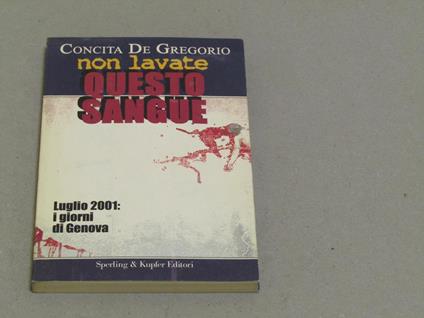 CONCITA DE GREGORIO
non lavate
QUESTO
SANGUE
Luglio 2001:
i giorni
di Genova
Sperling & Kupfer Editori